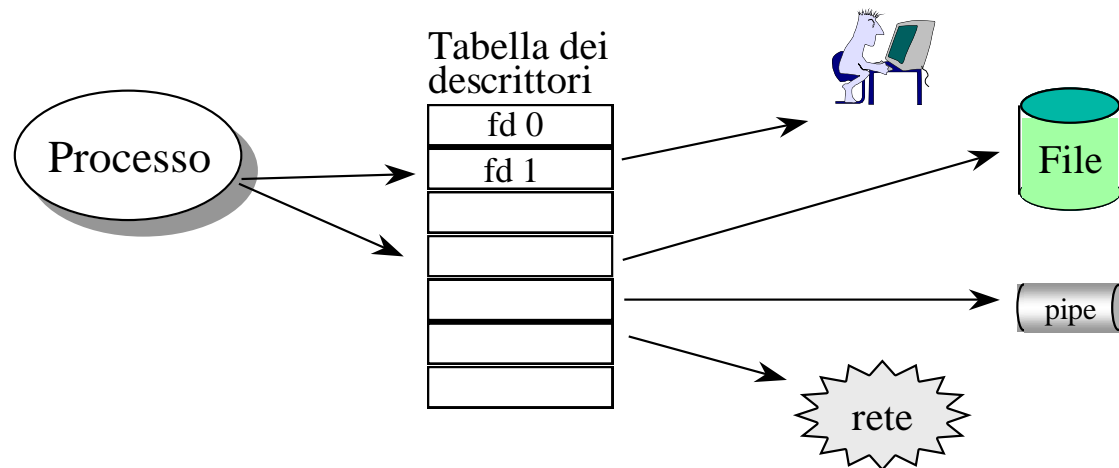 Tabella dei
descrittori
fd 0
Processo
fd 1
File
pipe
rete